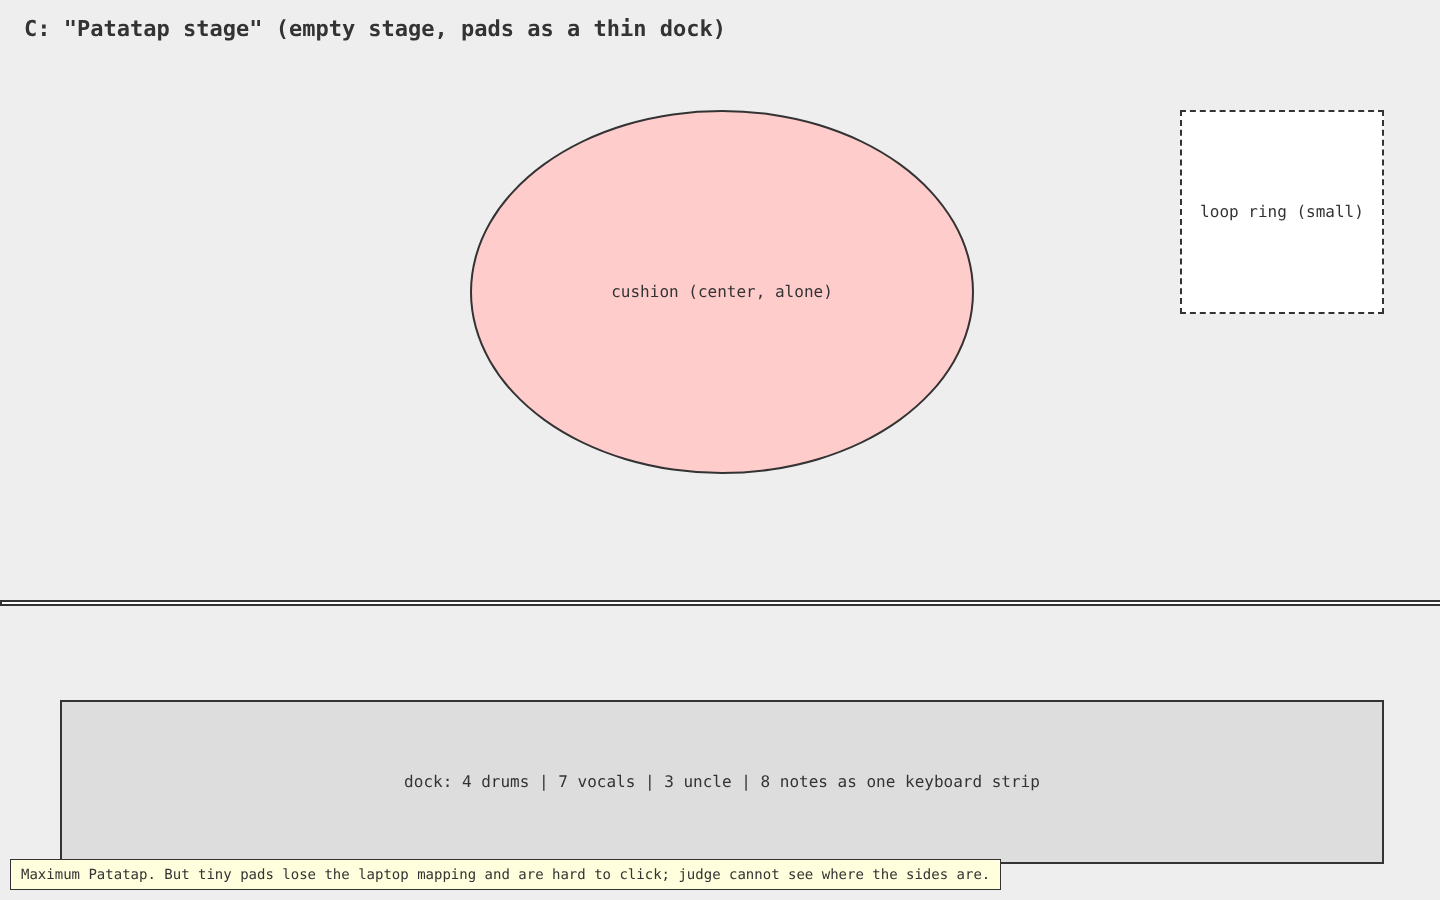 C: "Patatap stage" (empty stage, pads as a thin dock)
loop ring (small)
cushion (center, alone)
dock: 4 drums | 7 vocals | 3 uncle | 8 notes as one keyboard strip
Maximum Patatap. But tiny pads lose the laptop mapping and are hard to click; judge cannot see where the sides are.